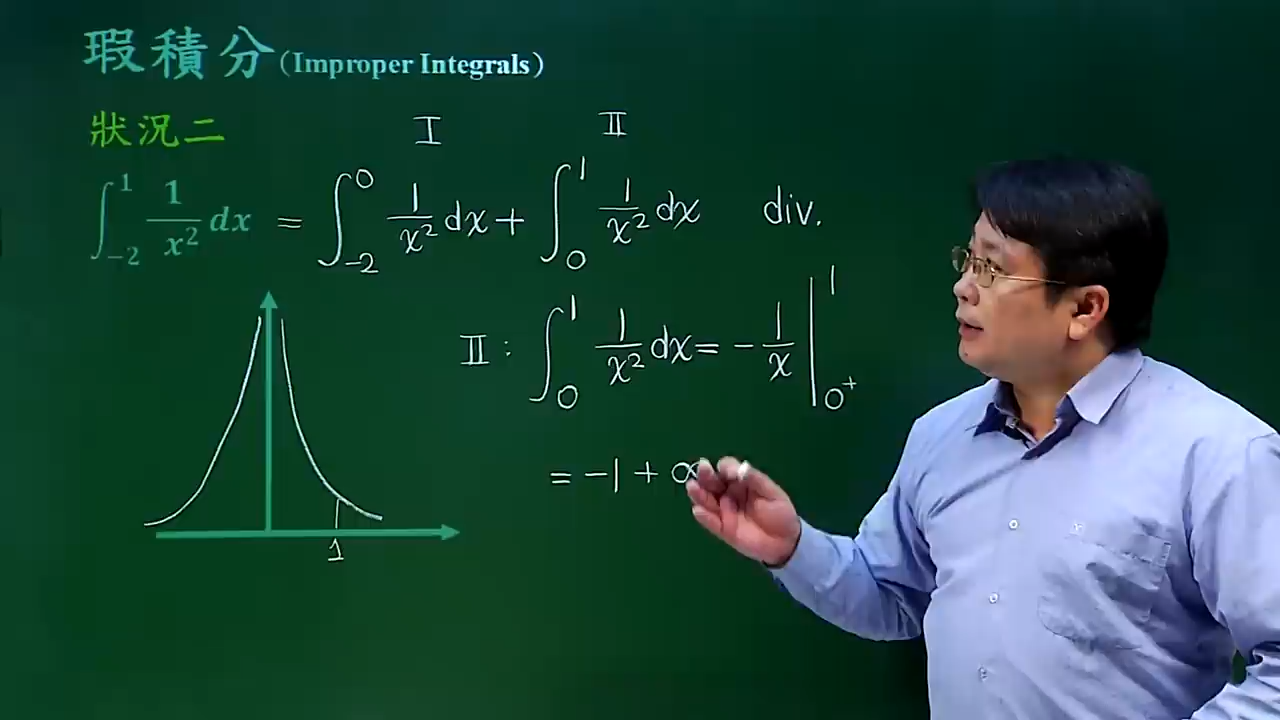 瑕積分(Improper Integrals)
狀況二
I II
∫_{-2}^{1} 1/x² dx = ∫_{-2}^{0} 1/x² dx + ∫_{0}^{1} 1/x² dx div.
II : ∫_{0}^{1} 1/x² dx = -1/x |_{0⁺}^{1}
= -1 + ∞
1